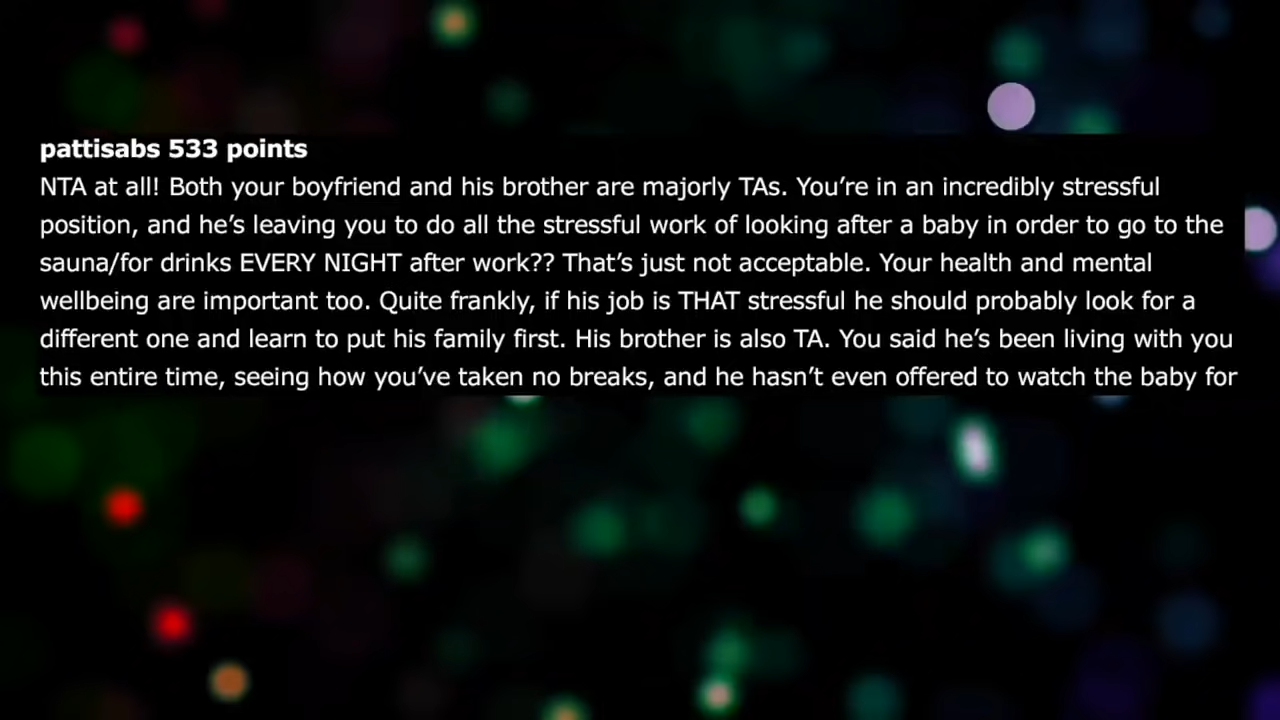 pattisabs 533 points
NTA at all! Both your boyfriend and his brother are majorly TAs. You’re in an incredibly stressful
position, and he’s leaving you to do all the stressful work of looking after a baby in order to go to the
sauna/for drinks EVERY NIGHT after work?? That’s just not acceptable. Your health and mental
wellbeing are important too. Quite frankly, if his job is THAT stressful he should probably look for a
different one and learn to put his family first. His brother is also TA. You said he’s been living with you
this entire time, seeing how you’ve taken no breaks, and he hasn’t even offered to watch the baby for